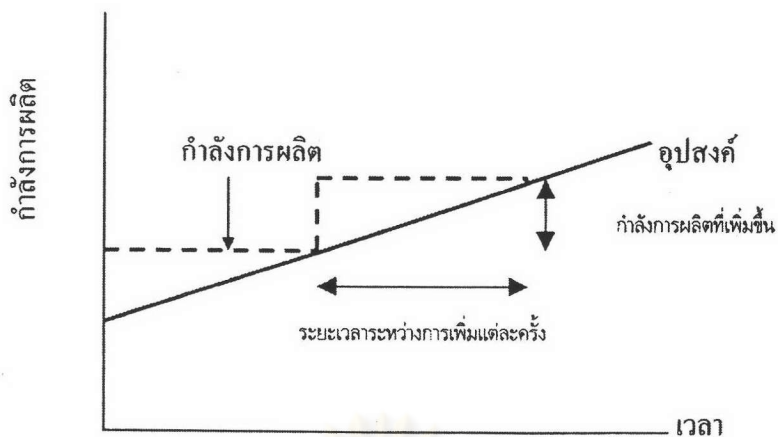 กำลังการผลิต
กำลังการผลิต
อุปสงค์
กำลังการผลิตที่เพิ่มขึ้น
ระยะเวลาระหว่างการเพิ่มแต่ละครั้ง
เวลา